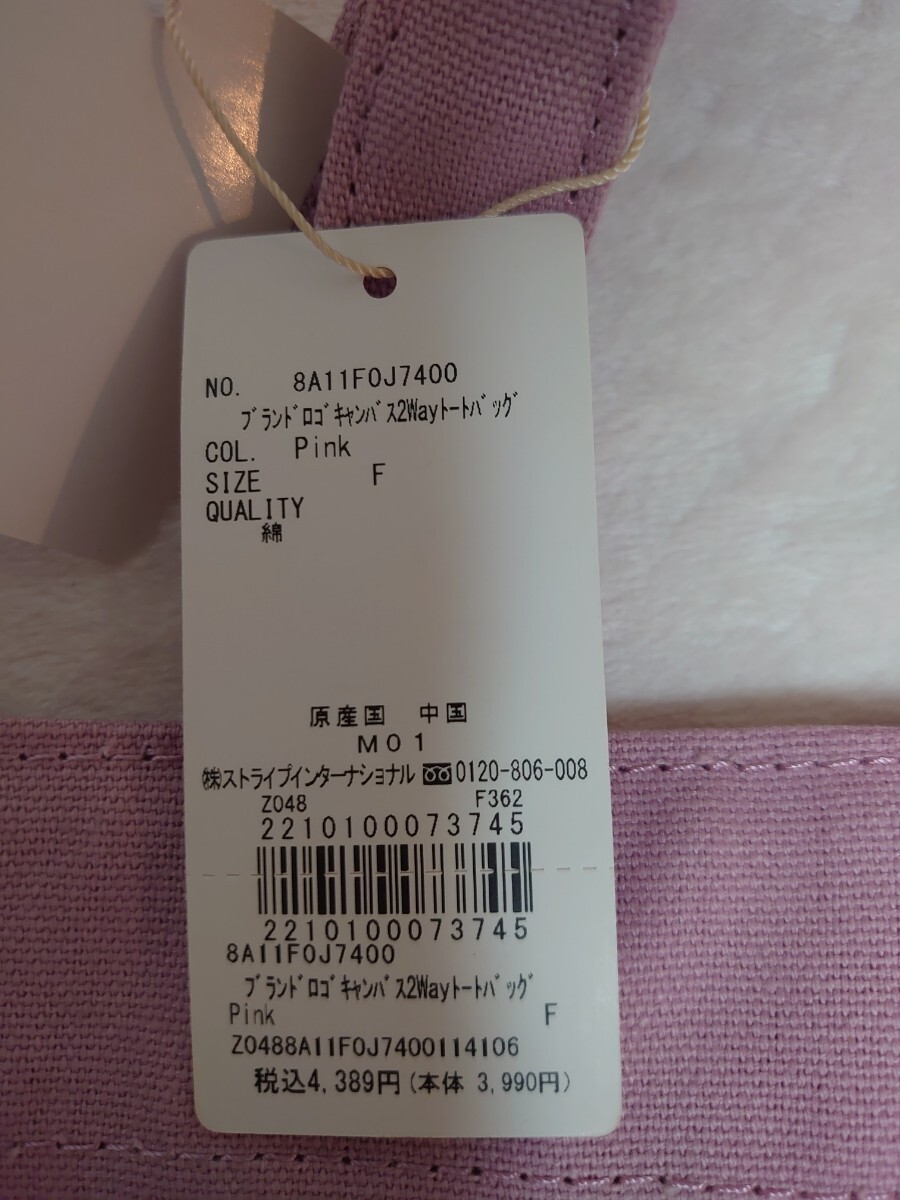 NO. 8A11F0J7400
ﾌﾞﾗﾝﾄﾞﾛｺﾞｷｬﾝﾊﾞｽ2Wayﾄｰﾄﾊﾞｯｸﾞ
COL. Pink
SIZE F
QUALITY
綿
原産国 中国
M01
㈱ストライプインターナショナル 0120-806-008
Z048 F362
2210100073745
2210100073745
8A11F0J7400
ﾌﾞﾗﾝﾄﾞﾛｺﾞｷｬﾝﾊﾞｽ2Wayﾄｰﾄﾊﾞｯｸﾞ
Pink F
Z0488A11F0J7400114106
税込4,389円(本体 3,990円)